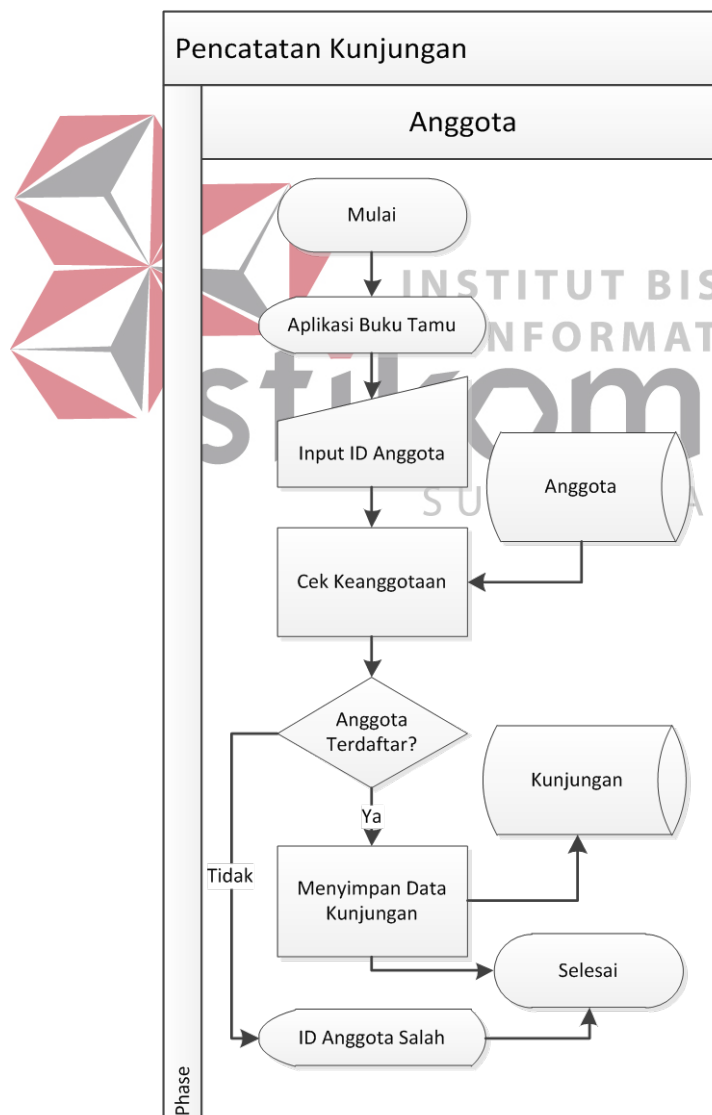 Pencatatan Kunjungan
Anggota
Mulai
INSTITUT BIS
Aplikasi Buku Tamu
NFORMAT
stikom
Input ID Anggota
Anggota
SU
A
Cek Keanggotaan
Anggota
Terdaftar?
Kunjungan
Ya
Tidak
Menyimpan Data
Kunjungan
Selesai
ID Anggota Salah
Phase